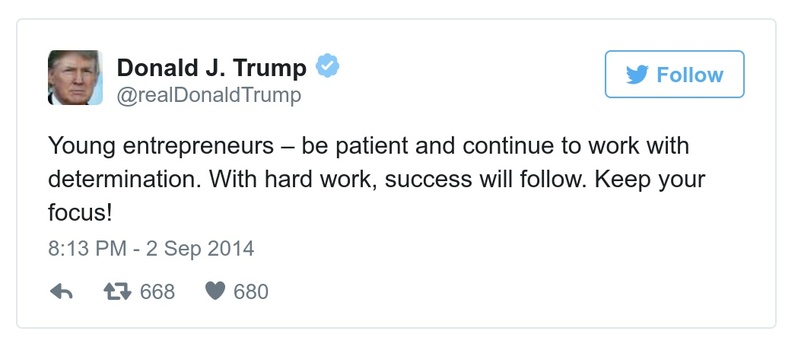 Donald J. Trump
@realDonaldTrump
Follow
Young entrepreneurs – be patient and continue to work with
determination. With hard work, success will follow. Keep your
focus!
8:13 PM - 2 Sep 2014
668 680